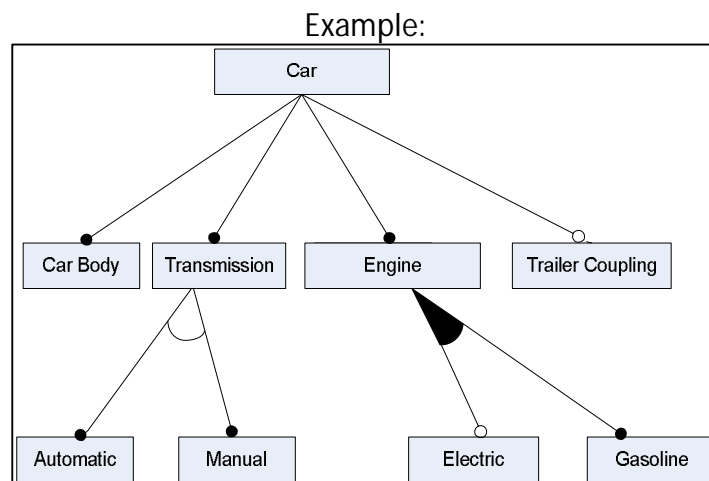 Example:
Car
Car Body Transmission Engine Trailer Coupling
Automatic Manual Electric Gasoline